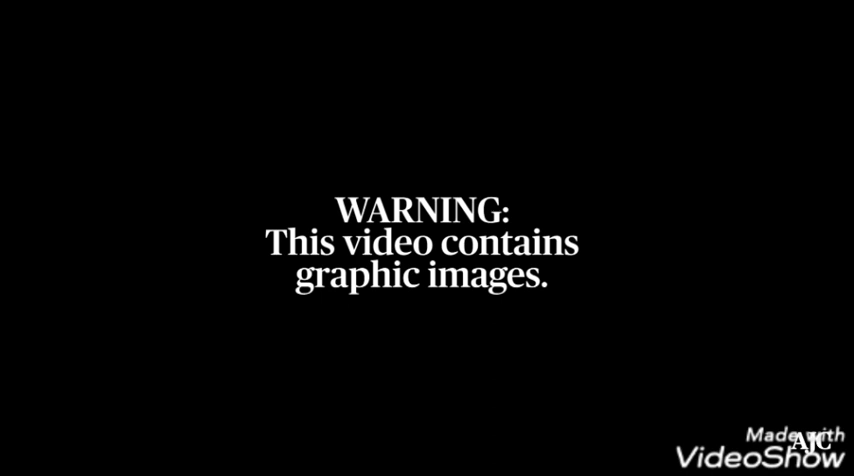 WARNING:
This video contains
graphic images.
Made with
AJC
VideoShow